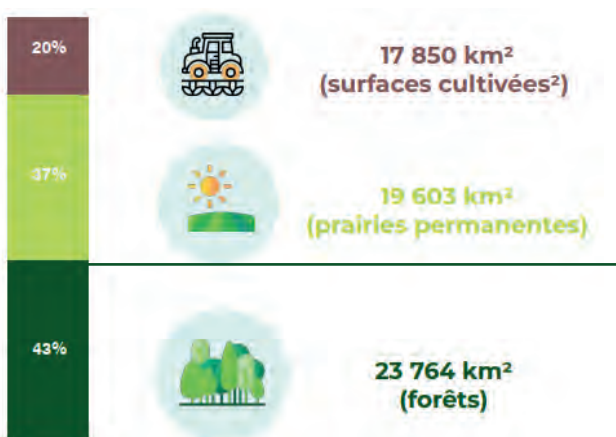 20%
17 850 km²
(surfaces cultivées²)
37%
19 603 km²
(prairies permanentes)
43%
23 764 km²
(forêts)